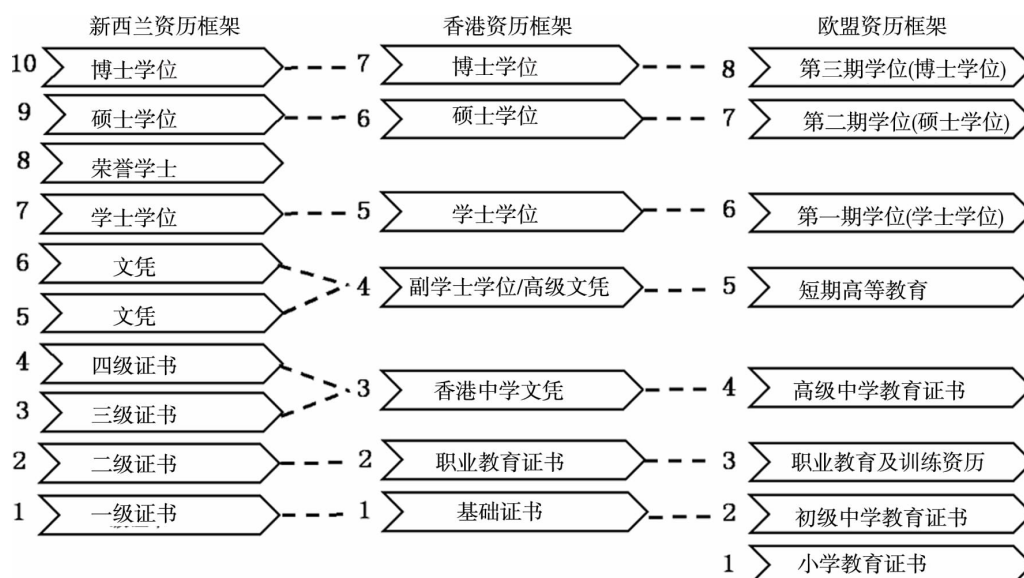 新西兰资历框架 香港资历框架 欧盟资历框架
10 博士学位 7 博士学位 8 第三期学位(博士学位)
9 硕士学位 6 硕士学位 7 第二期学位(硕士学位)
8 荣誉学士
7 学士学位 5 学士学位 6 第一期学位(学士学位)
6 文凭
4 副学士学位/高级文凭 5 短期高等教育
5 文凭
4 四级证书
3 香港中学文凭 4 高级中学教育证书
3 三级证书
2 二级证书 2 职业教育证书 3 职业教育及训练资历
1 一级证书 1 基础证书 2 初级中学教育证书
1 小学教育证书